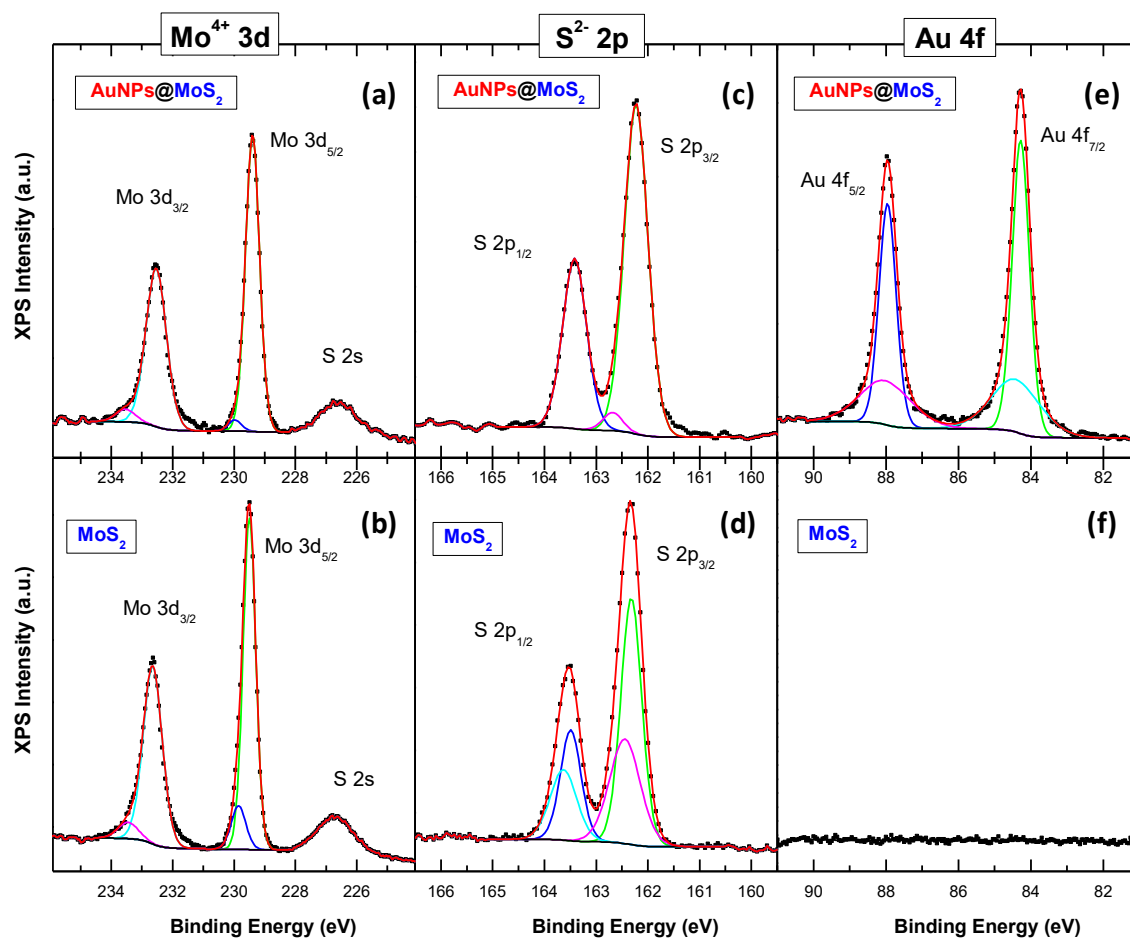 Mo⁴⁺ 3d
S²⁻ 2p
Au 4f
XPS Intensity (a.u.)
AuNPs@MoS₂
(a)
Mo 3d₅/₂
Mo 3d₃/₂
S 2s
234 232 230 228 226
AuNPs@MoS₂
(c)
S 2p₃/₂
S 2p₁/₂
166 165 164 163 162 161 160
AuNPs@MoS₂
(e)
Au 4f₇/₂
Au 4f₅/₂
90 88 86 84 82
XPS Intensity (a.u.)
MoS₂
(b)
Mo 3d₅/₂
Mo 3d₃/₂
S 2s
234 232 230 228 226
Binding Energy (eV)
MoS₂
(d)
S 2p₃/₂
S 2p₁/₂
166 165 164 163 162 161 160
Binding Energy (eV)
MoS₂
(f)
90 88 86 84 82
Binding Energy (eV)